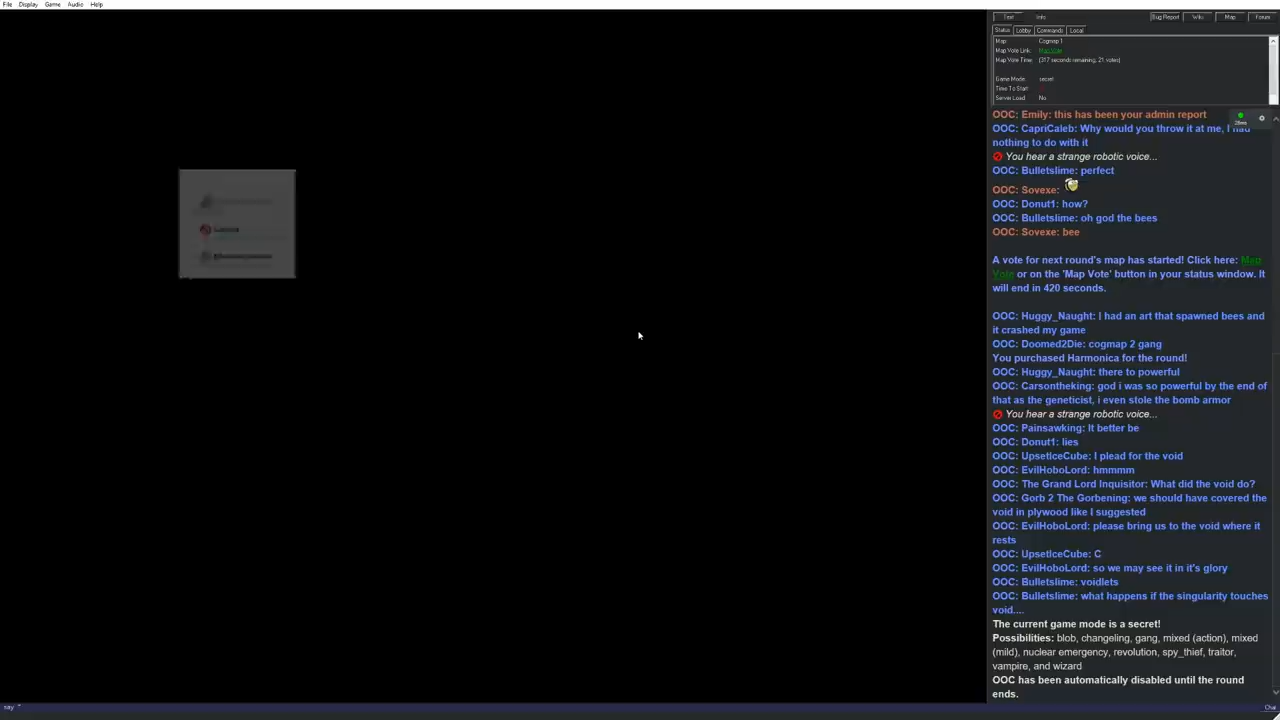 File Display Game Audio Help
Text Info Bug Report Wiki Map Forum
Status Lobby Commands Local
Map: Cogmap 1
Map Vote Link: Map Vote
Map Vote Time: (317 seconds remaining, 21 votes)
Game Mode: secret
Time To Start:
Server Load: No
OOC: Emily: this has been your admin report
OOC: CapriCaleb: Why would you throw it at me, I had
nothing to do with it
You hear a strange robotic voice...
OOC: Bulletslime: perfect
OOC: Sovexe:
OOC: Donut1: how?
OOC: Bulletslime: oh god the bees
OOC: Sovexe: bee
A vote for next round's map has started! Click here: Map
Vote or on the 'Map Vote' button in your status window. It
will end in 420 seconds.
OOC: Huggy_Naught: I had an art that spawned bees and
it crashed my game
OOC: Doomed2Die: cogmap 2 gang
You purchased Harmonica for the round!
OOC: Huggy_Naught: there to powerful
OOC: Carsontheking: god i was so powerful by the end of
that as the geneticist, i even stole the bomb armor
You hear a strange robotic voice...
OOC: Painsawking: It better be
OOC: Donut1: lies
OOC: UpsetIceCube: I plead for the void
OOC: EvilHoboLord: hmmmm
OOC: The Grand Lord Inquisitor: What did the void do?
OOC: Gorb 2 The Gorbening: we should have covered the
void in plywood like I suggested
OOC: EvilHoboLord: please bring us to the void where it
rests
OOC: UpsetIceCube: C
OOC: EvilHoboLord: so we may see it in it's glory
OOC: Bulletslime: voidlets
OOC: Bulletslime: what happens if the singularity touches
void....
The current game mode is a secret!
Possibilities: blob, changeling, gang, mixed (action), mixed
(mild), nuclear emergency, revolution, spy_thief, traitor,
vampire, and wizard
OOC has been automatically disabled until the round
ends.
say "
Chat